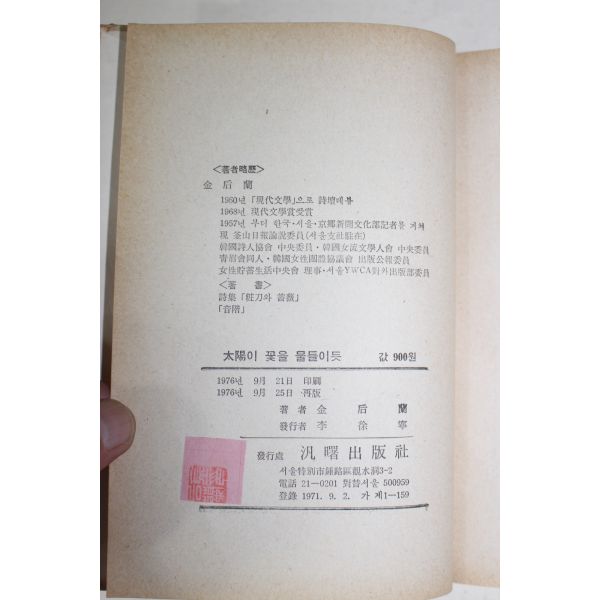 <著者略歷>
金后蘭
1960년 「現代文學」으로 詩壇데뷔
1968년 現代文學賞受賞
1957년 부터 한국·서울·京鄕新聞文化部記者를 거쳐
現 釜山日報論說委員(서울支社駐在)
韓國詩人協會 中央委員·韓國女流文學人會 中央委員
靑眉會同人·韓國女性團體協議會 出版公報委員
女性貯蓄生活中央會 理事·서울YWCA對外出版部委員
<著書>
詩集 「粧刀와 薔薇」
「音階」
太陽이 꽃을 물들이듯 값 900원
1976년 9月 21日 印刷
1976년 9月 25日 再版
著者 金后蘭
發行者 李徐寧
發行處 汎曙出版社
서울特別市鍾路區觀水洞3-2
電話 21-0201 對替서울 500959
登錄 1971. 9. 2. 가 제1-159